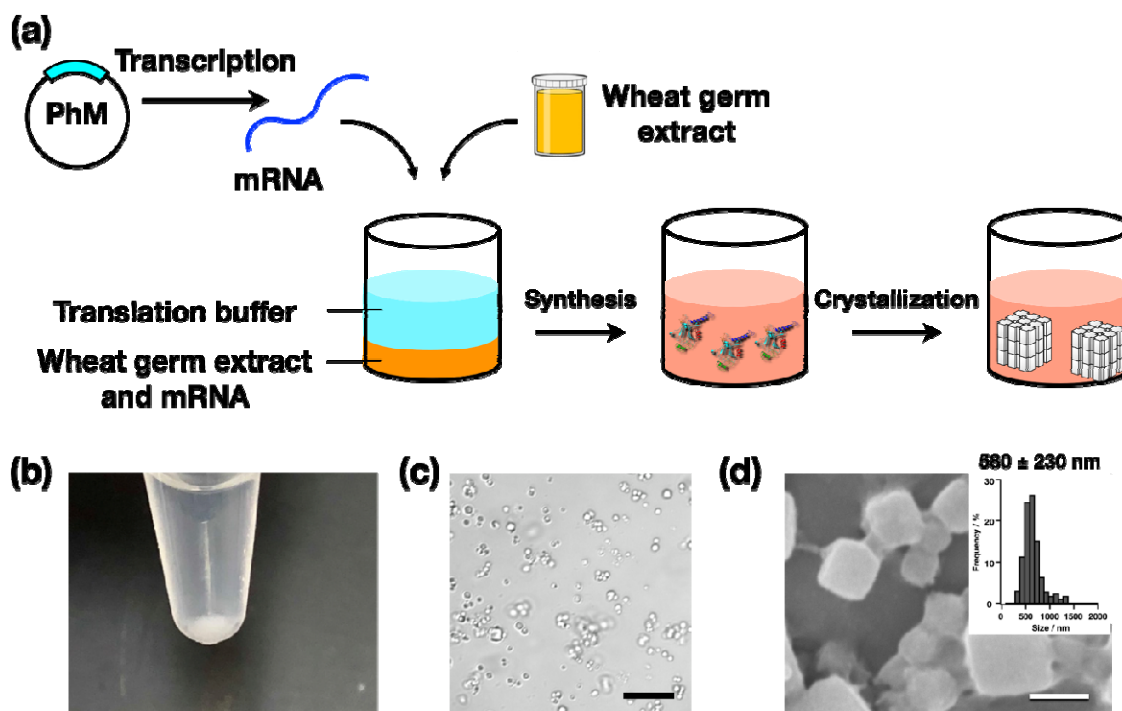 (a)
Transcription
PhM
mRNA
Wheat germ
extract
Translation buffer
Wheat germ extract
and mRNA
Synthesis
Crystallization
(b)
(c)
(d)
580 ± 230 nm
Frequency / %
30
20
10
0
0
500
1000
1500
2000
Size / nm